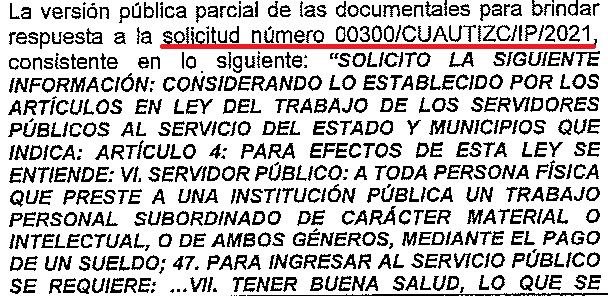 La versión pública parcial de las documentales para brindar
respuesta a la solicitud número 00300/CUAUTIZC/IP/2021,
consistente en lo siguiente: "SOLICITO LA SIGUIENTE
INFORMACIÓN: CONSIDERANDO LO ESTABLECIDO POR LOS
ARTÍCULOS EN LEY DEL TRABAJO DE LOS SERVIDORES
PÚBLICOS AL SERVICIO DEL ESTADO Y MUNICIPIOS QUE
INDICA: ARTÍCULO 4: PARA EFECTOS DE ESTA LEY SE
ENTIENDE: VI. SERVIDOR PÚBLICO: A TODA PERSONA FÍSICA
QUE PRESTE A UNA INSTITUCIÓN PÚBLICA UN TRABAJO
PERSONAL SUBORDINADO DE CARÁCTER MATERIAL O
INTELECTUAL, O DE AMBOS GÉNEROS, MEDIANTE EL PAGO
DE UN SUELDO; 47. PARA INGRESAR AL SERVICIO PÚBLICO
SE REQUIERE: ...VII. TENER BUENA SALUD, LO QUE SE